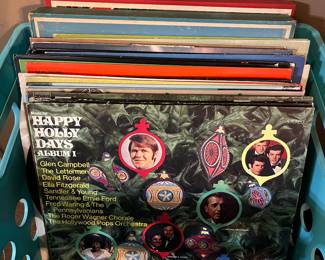 HAPPY
HOLLY
DAYS
ALBUM I
Glen Campbell
The Lettermen
David Rose
Ella Fitzgerald
Sandler & Young
Tennessee Ernie Ford
Fred Waring & The
Pennsylvanians
The Roger Wagner Chorale
The Hollywood Pops Orchestra